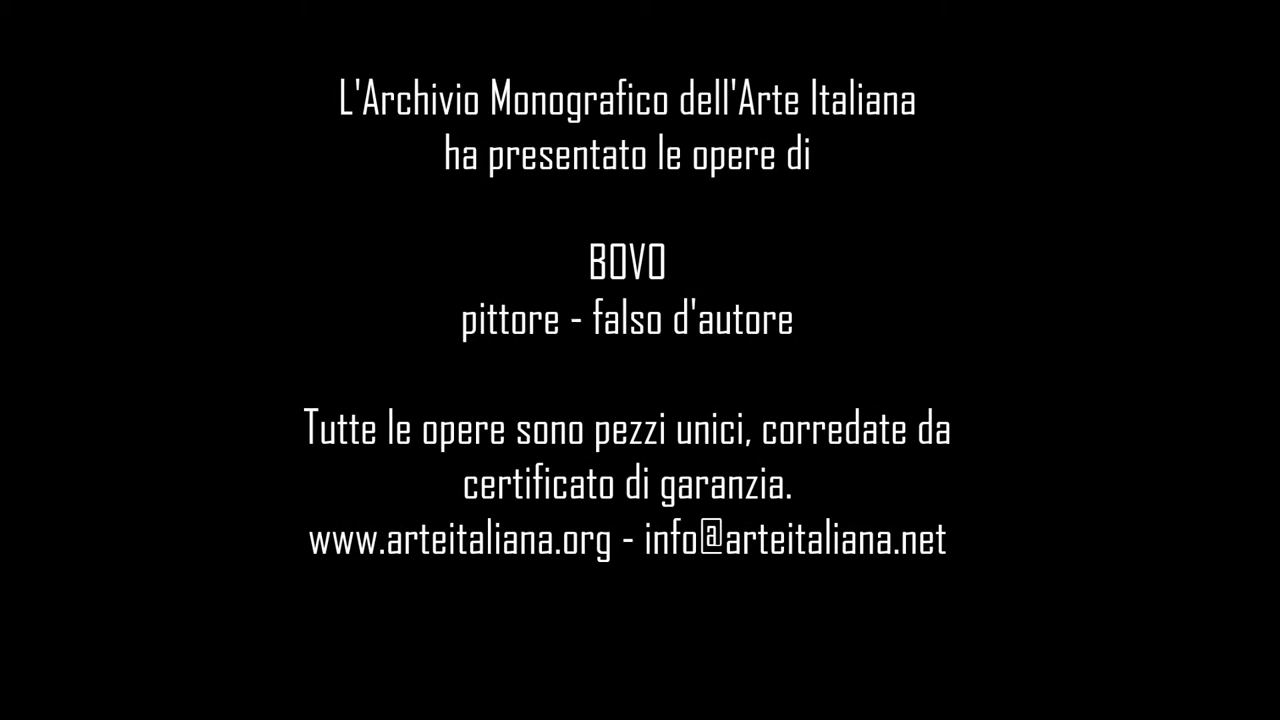 L'Archivio Monografico dell'Arte Italiana
ha presentato le opere di
BOVO
pittore - falso d'autore
Tutte le opere sono pezzi unici, corredate da
certificato di garanzia.
www.arteitaliana.org - info@arteitaliana.net